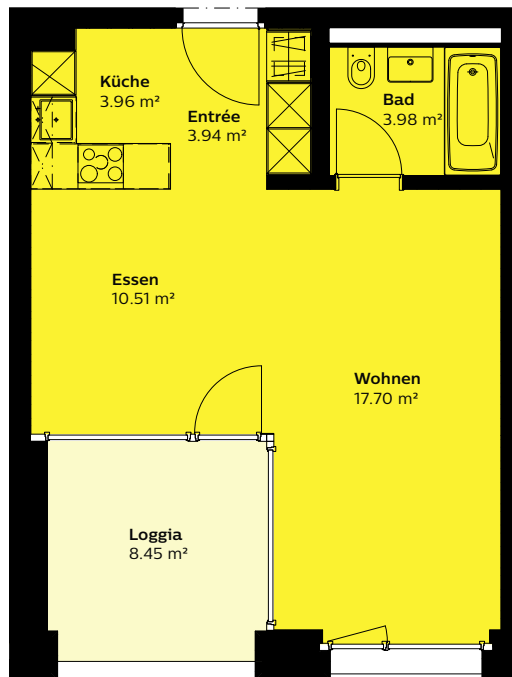 Küche
3.96 m²
Entrée
3.94 m²
Bad
3.98 m²
Essen
10.51 m²
Wohnen
17.70 m²
Loggia
8.45 m²